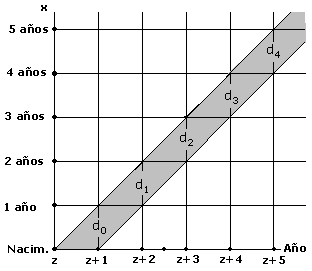 x
5 años
d4
4 años
d3
3 años
d2
2 años
d1
1 año
d0
Nacim.
Año
z z+1 z+2 z+3 z+4 z+5